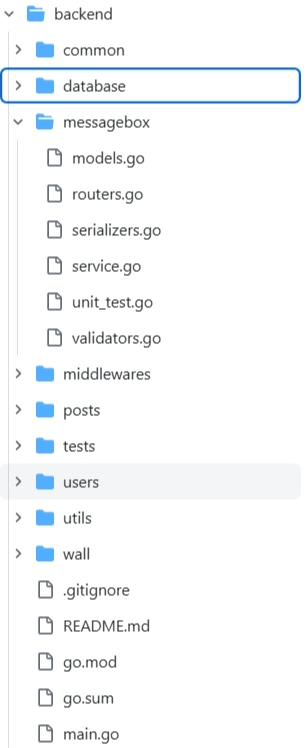 backend
common
database
messagebox
models.go
routers.go
serializers.go
service.go
unit_test.go
validators.go
middlewares
posts
tests
users
utils
wall
.gitignore
README.md
go.mod
go.sum
main.go